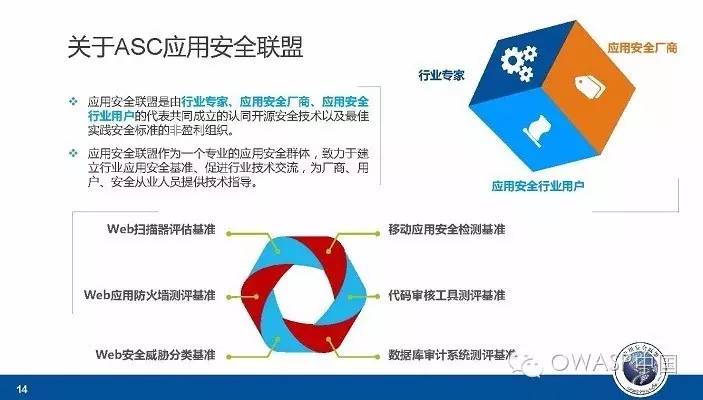 关于ASC应用安全联盟
应用安全厂商
行业专家
应用安全联盟是由行业专家、应用安全厂商、应用安全
行业用户的代表共同成立的认同开源安全技术以及最佳
实践安全标准的非盈利组织。
应用安全联盟作为一个专业的应用安全群体，致力于建
立行业应用安全基准、促进行业技术交流，为厂商、用
户、安全从业人员提供技术指导。
应用安全行业用户
Web扫描器评估基准
移动应用安全检测基准
Web应用防火墙测评基准
代码审核工具测评基准
Web安全威胁分类基准
数据库审计系统测评基准
14
OWASP中国